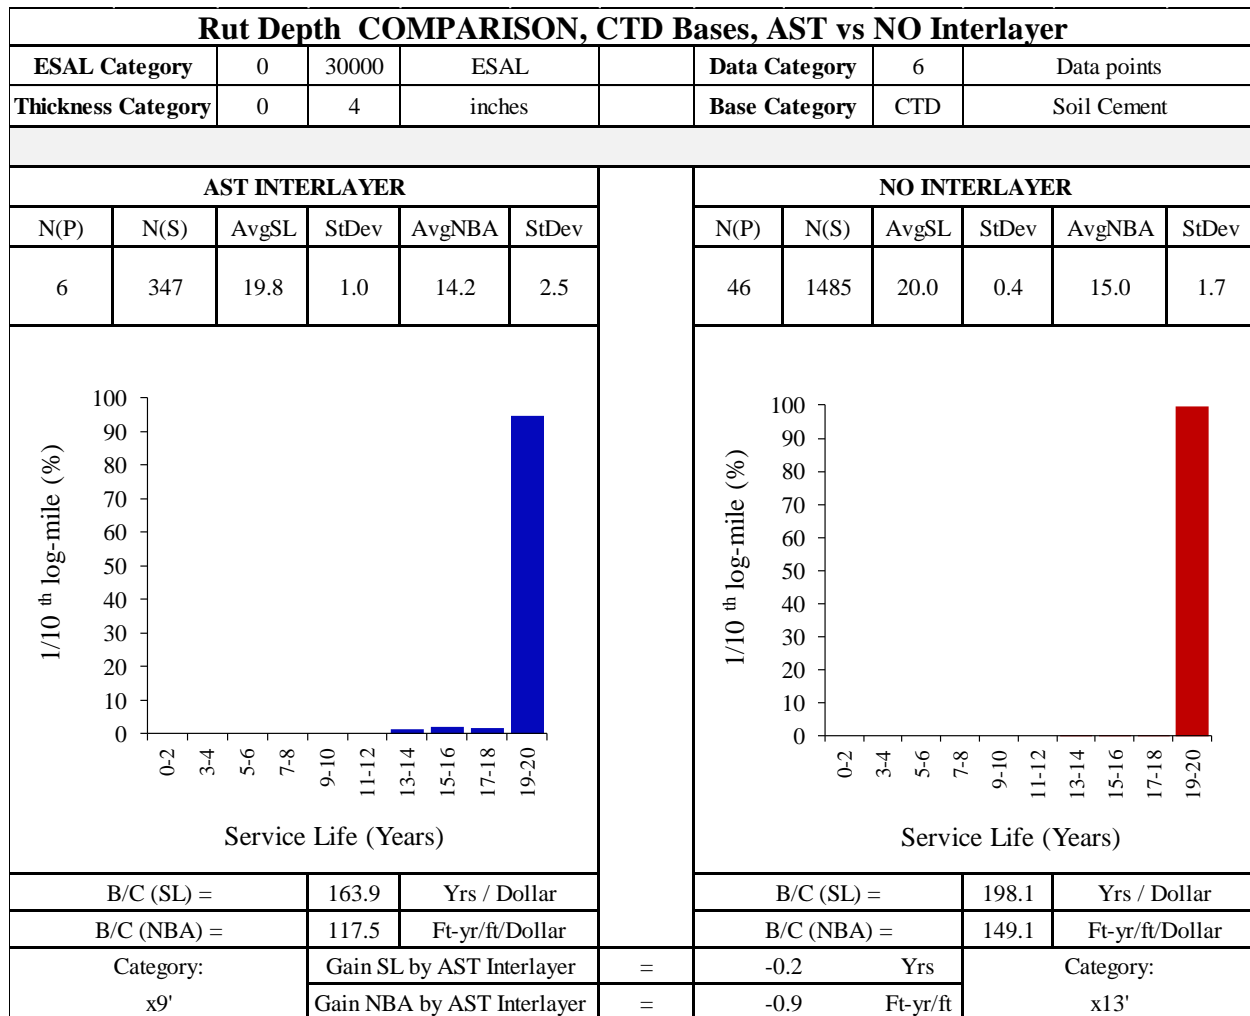 Rut Depth COMPARISON, CTD Bases, AST vs NO Interlayer
ESAL Category 0 30000 ESAL Data Category 6 Data points
Thickness Category 0 4 inches Base Category CTD Soil Cement
AST INTERLAYER NO INTERLAYER
N(P) N(S) AvgSL StDev AvgNBA StDev N(P) N(S) AvgSL StDev AvgNBA StDev
6 347 19.8 1.0 14.2 2.5 46 1485 20.0 0.4 15.0 1.7
1/10 th log-mile (%)
100
90
80
70
60
50
40
30
20
10
0
0-2 3-4 5-6 7-8 9-10 11-12 13-14 15-16 17-18 19-20
Service Life (Years)
1/10 th log-mile (%)
100
90
80
70
60
50
40
30
20
10
0
0-2 3-4 5-6 7-8 9-10 11-12 13-14 15-16 17-18 19-20
Service Life (Years)
B/C (SL) = 163.9 Yrs / Dollar B/C (SL) = 198.1 Yrs / Dollar
B/C (NBA) = 117.5 Ft-yr/ft/Dollar B/C (NBA) = 149.1 Ft-yr/ft/Dollar
Category: Gain SL by AST Interlayer = -0.2 Yrs Category:
x9' Gain NBA by AST Interlayer = -0.9 Ft-yr/ft x13'